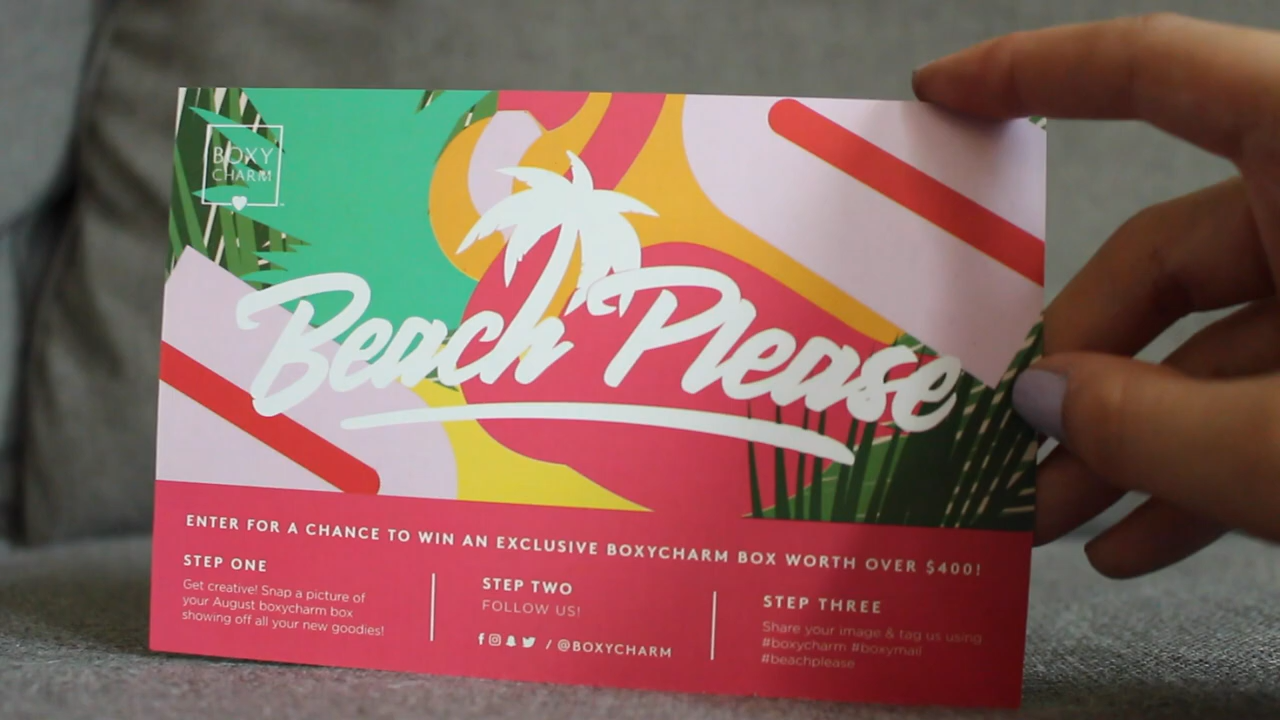 BOXY
CHARM
Beach Please
ENTER FOR A CHANCE TO WIN AN EXCLUSIVE BOXYCHARM BOX WORTH OVER $400!
STEP ONE
Get creative! Snap a picture of
your August boxycharm box
showing off all your new goodies!
STEP TWO
FOLLOW US!
/ @BOXYCHARM
STEP THREE
Share your image & tag us using
#boxycharm #boxymail
#beachplease